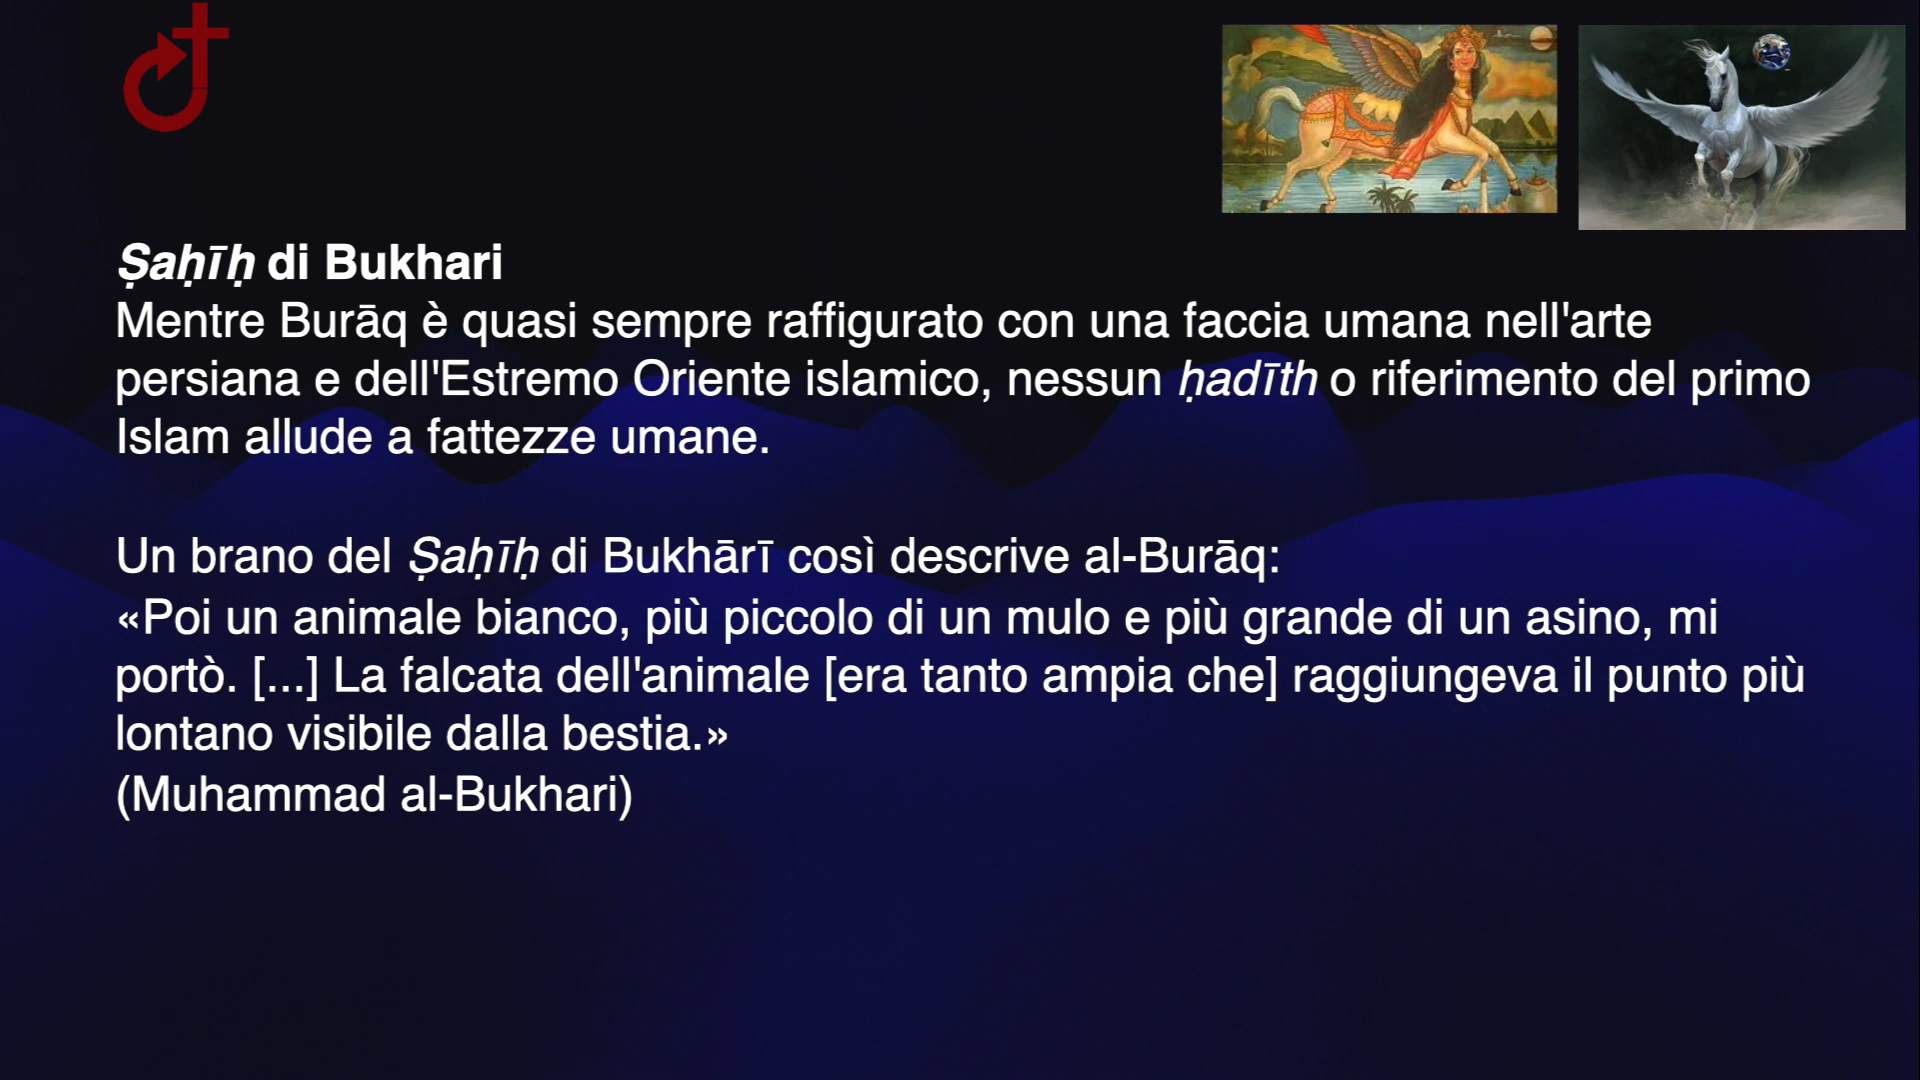 Ṣaḥīḥ di Bukhari
Mentre Burāq è quasi sempre raffigurato con una faccia umana nell'arte
persiana e dell'Estremo Oriente islamico, nessun ḥadīth o riferimento del primo
Islam allude a fattezze umane.
Un brano del Ṣaḥīḥ di Bukhārī così descrive al-Burāq:
«Poi un animale bianco, più piccolo di un mulo e più grande di un asino, mi
portò. [...] La falcata dell'animale [era tanto ampia che] raggiungeva il punto più
lontano visibile dalla bestia.»
(Muhammad al-Bukhari)